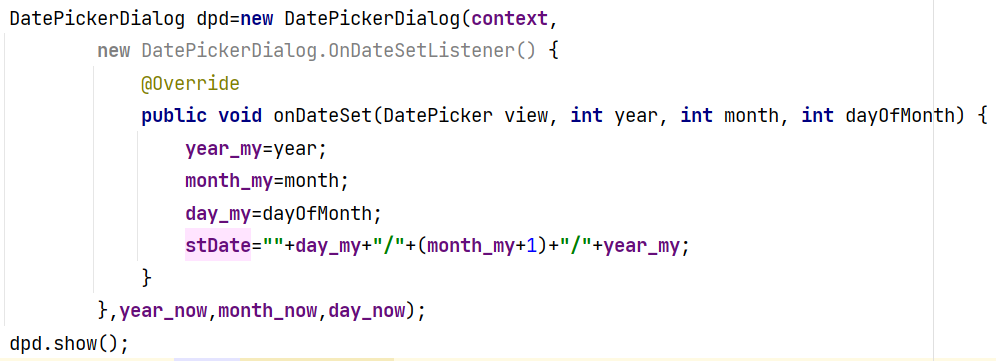 DatePickerDialog dpd=new DatePickerDialog(context,
new DatePickerDialog.OnDateSetListener() {
@Override
public void onDateSet(DatePicker view, int year, int month, int dayOfMonth) {
year_my=year;
month_my=month;
day_my=dayOfMonth;
stDate=""+day_my+"/"+(month_my+1)+"/"+year_my;
}
},year_now,month_now,day_now);
dpd.show();